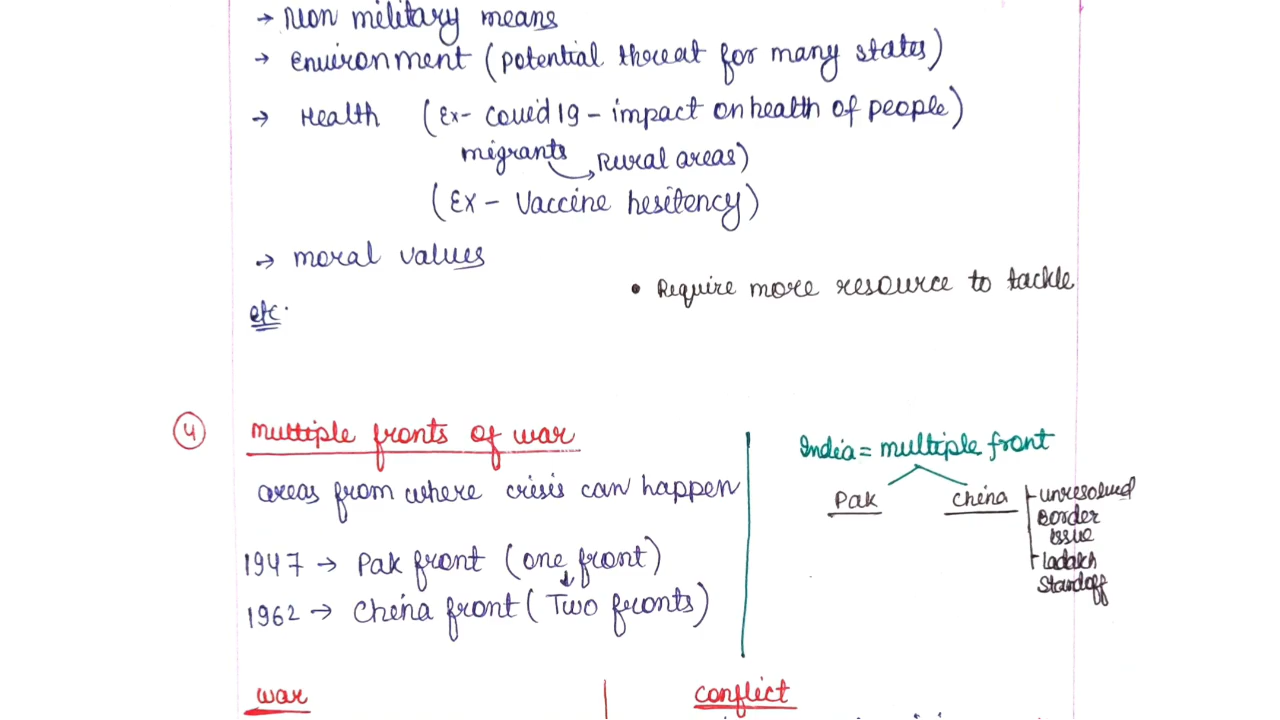 → Non military means
→ Environment (potential threat for many states)
→ Health (Ex- Covid 19 - impact on health of people)
migrants → Rural areas)
(Ex - Vaccine hesitency)
→ moral values
• Require more resource to tackle
etc.
4 multiple fronts of war
areas from where crisis can happen
1947 → Pak front (one front)
1962 → China front (Two fronts)
India = multiple front
Pak China
unresolved
Border
issue
ladakh
Standoff
war conflict